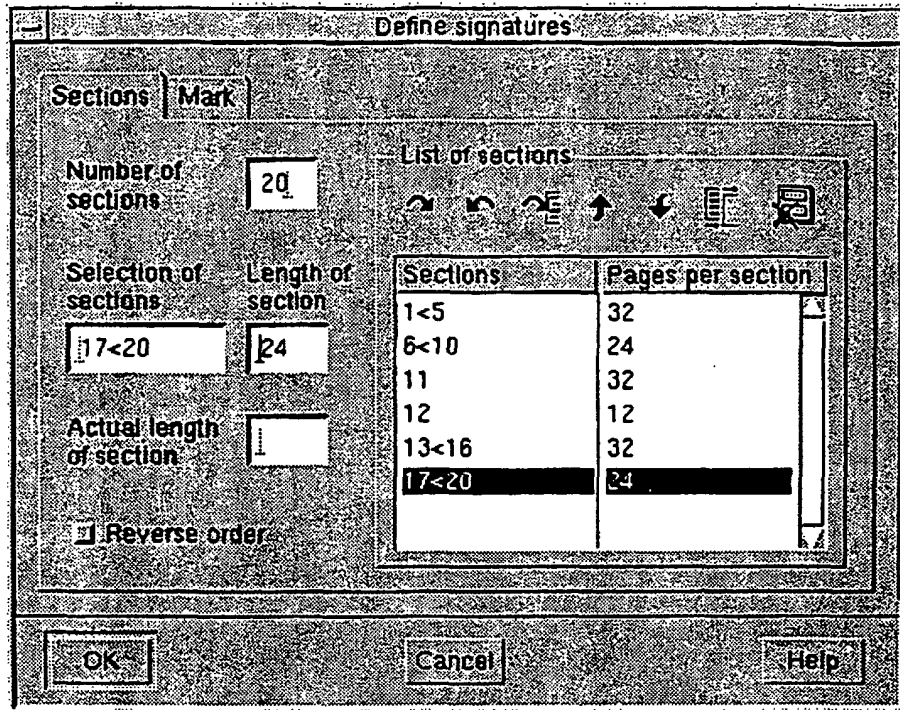 Define signatures
Sections Mark
Number of
sections
20
Selection of
sections
Length of
section
17<20
24
Actual length
of section
Reverse order
List of sections
Sections Pages per section
1<5 32
6<10 24
11 32
12 12
13<16 32
17<20 24
OK Cancel Help